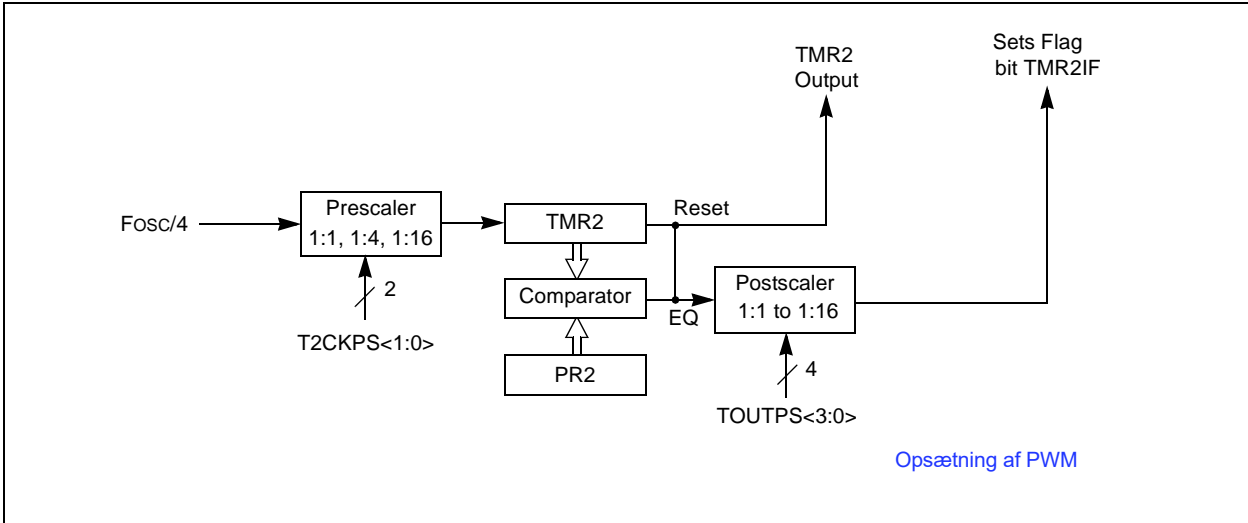 TMR2
Output
Sets Flag
bit TMR2IF
FOSC/4
Prescaler
1:1, 1:4, 1:16
2
T2CKPS<1:0>
TMR2
Reset
Comparator
EQ
PR2
Postscaler
1:1 to 1:16
4
TOUTPS<3:0>
Opsætning af PWM